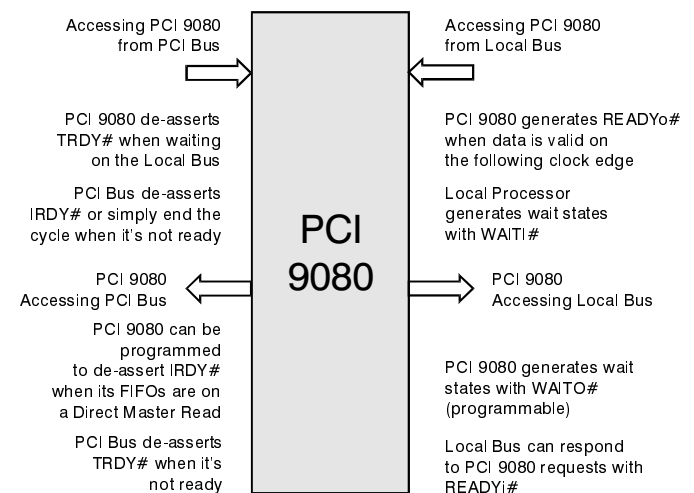 Accessing PCI 9080
from PCI Bus
PCI 9080 de-asserts
TRDY# when waiting
on the Local Bus
PCI Bus de-asserts
IRDY# or simply end the
cycle when it's not ready
PCI 9080
Accessing PCI Bus
PCI 9080 can be
programmed
to de-assert IRDY#
when its FIFOs are on
a Direct Master Read
PCI Bus de-asserts
TRDY# when it's
not ready
PCI
9080
Accessing PCI 9080
from Local Bus
PCI 9080 generates READYo#
when data is valid on
the following clock edge
Local Processor
generates wait states
with WAITI#
PCI 9080
Accessing Local Bus
PCI 9080 generates wait
states with WAITO#
(programmable)
Local Bus can respond
to PCI 9080 requests with
READYi#